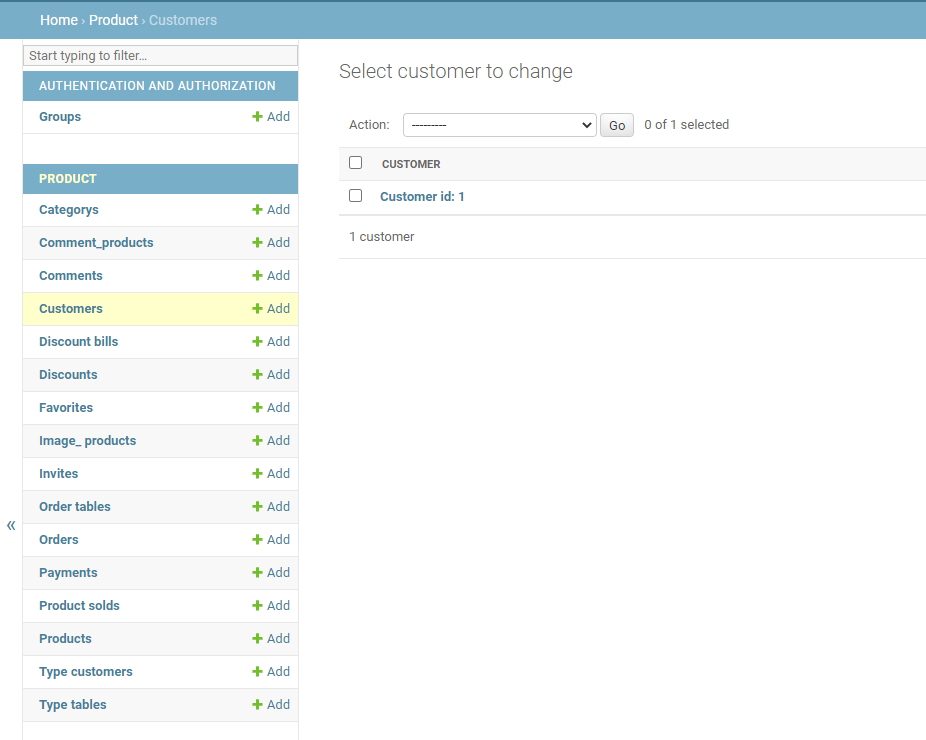 Home › Product › Customers
Start typing to filter...
AUTHENTICATION AND AUTHORIZATION
Groups + Add
PRODUCT
Categorys + Add
Comment_products + Add
Comments + Add
Customers + Add
Discount bills + Add
Discounts + Add
Favorites + Add
Image_ products + Add
Invites + Add
Order tables + Add
Orders + Add
Payments + Add
Product solds + Add
Products + Add
Type customers + Add
Type tables + Add
«
Select customer to change
Action: --------- Go 0 of 1 selected
CUSTOMER
Customer id: 1
1 customer